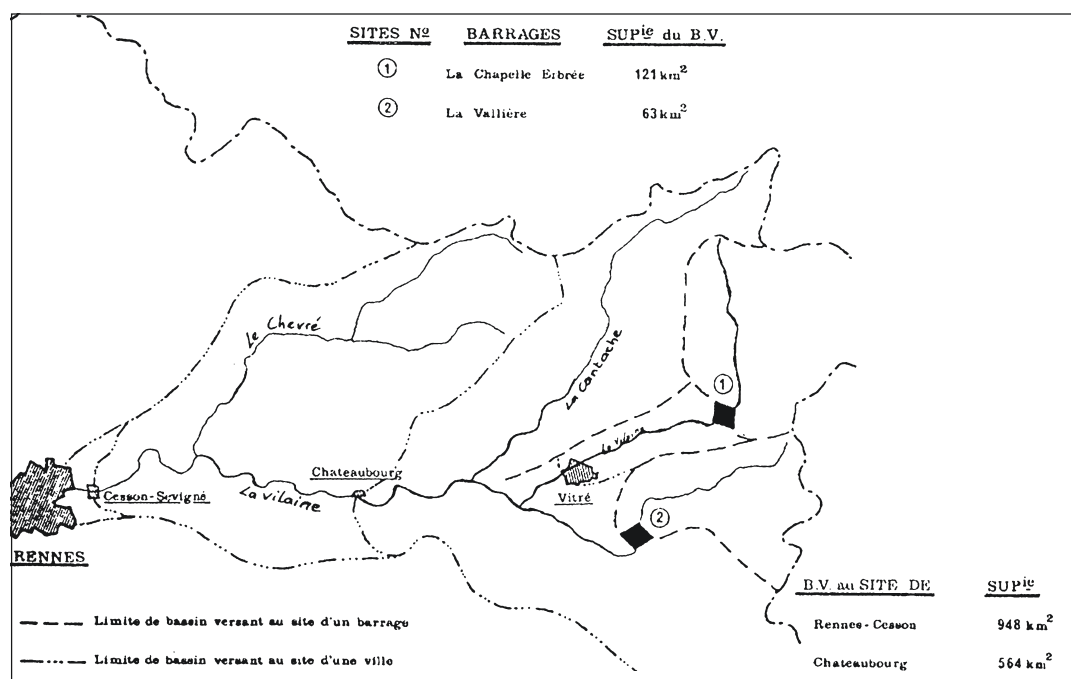 SITES Nº BARRAGES SUPie du B.V.
① La Chapelle Erbrée 121 km²
② La Vallière 63 km²
Le Chevré
La Cantache
①
La Vilaine
Chateaubourg
La Vilaine
Cesson-Sevigné
Vitré
②
RENNES
B.V. au SITE DE SUPie
Rennes-Cesson 948 km²
Chateaubourg 564 km²
Limite de bassin versant au site d'un barrage
Limite de bassin versant au site d'une ville